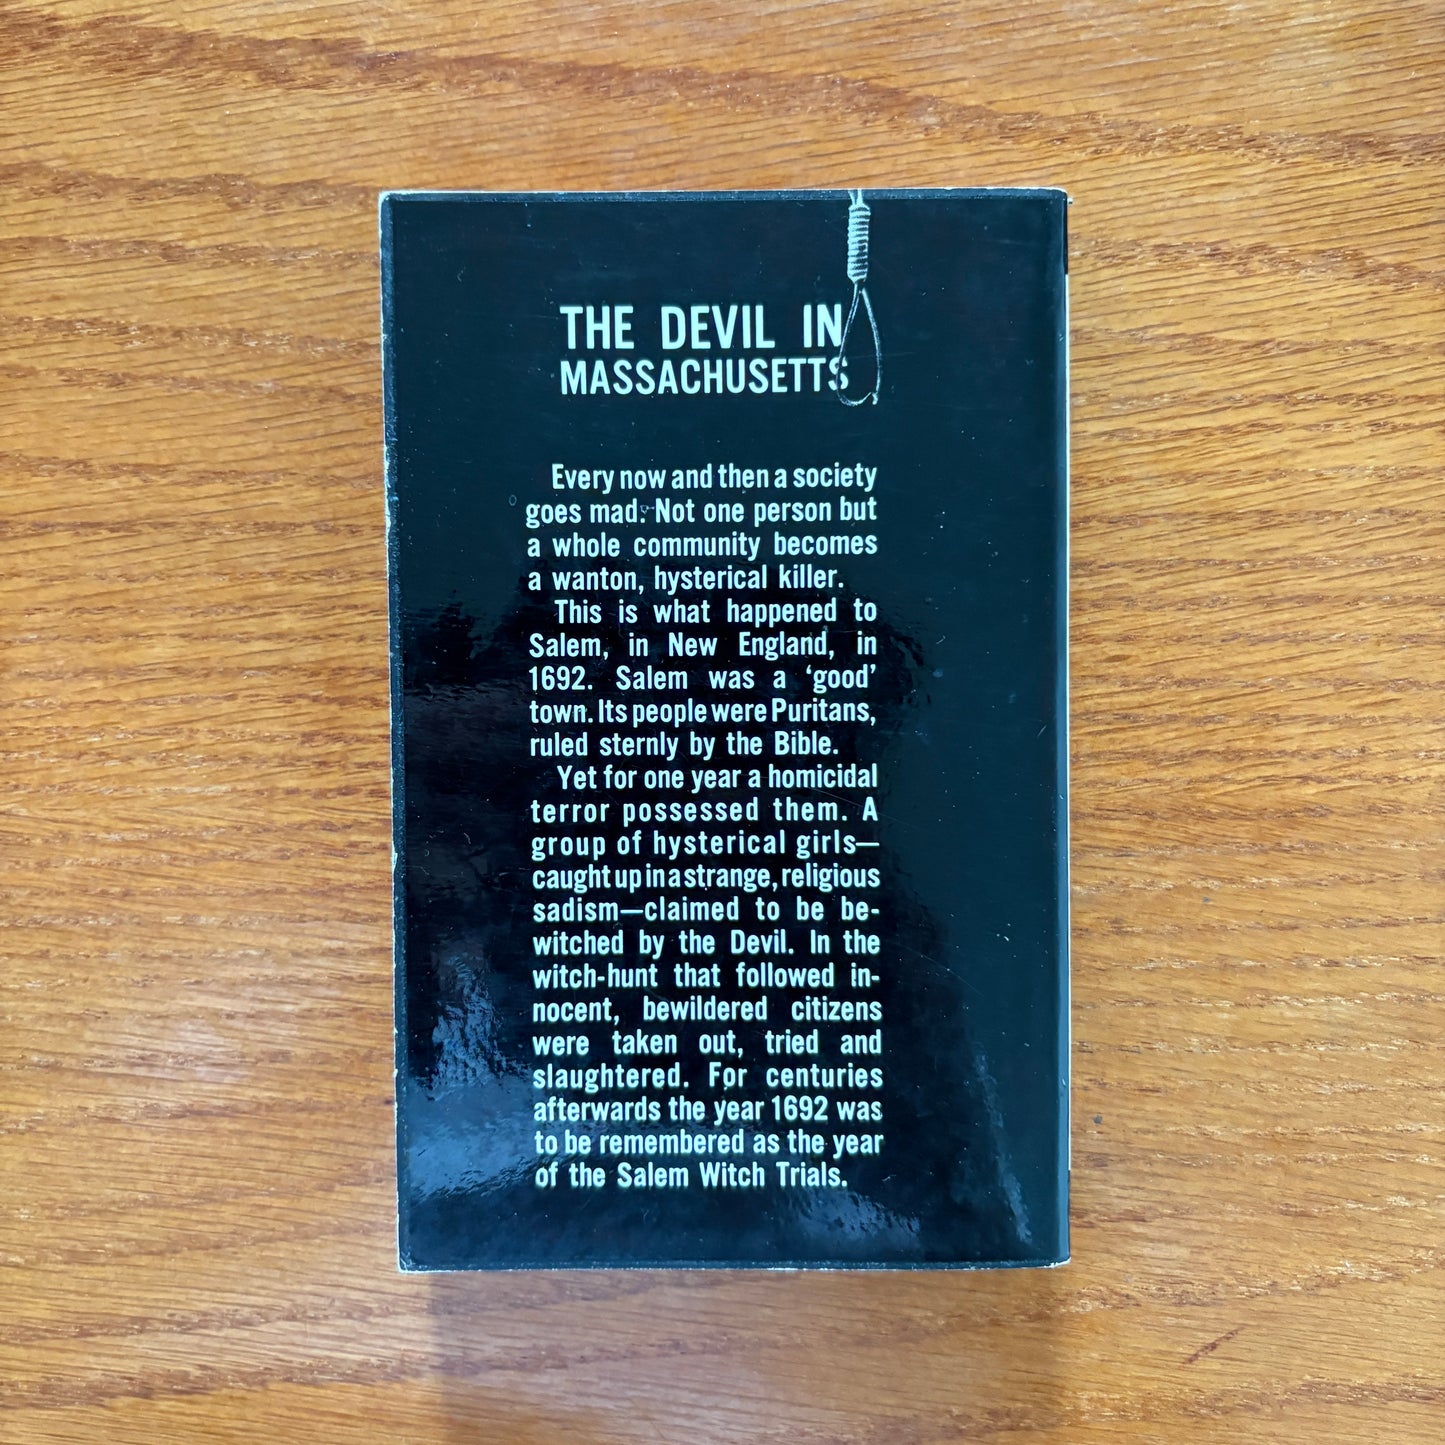 THE DEVIL IN
MASSACHUSETTS
Every now and then a society
goes mad. Not one person but
a whole community becomes
a wanton, hysterical killer.
This is what happened to
Salem, in New England, in
1692. Salem was a ‘good’
town. Its people were Puritans,
ruled sternly by the Bible.
Yet for one year a homicidal
terror possessed them. A
group of hysterical girls—
caught up in a strange, religious
sadism—claimed to be be-
witched by the Devil. In the
witch-hunt that followed in-
nocent, bewildered citizens
were taken out, tried and
slaughtered. For centuries
afterwards the year 1692 was
to be remembered as the year
of the Salem Witch Trials.